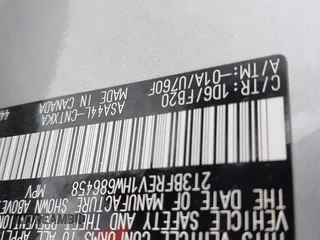 VEHICLE SAFETY AND
THE DATE OF MANUFACTURE SHOWN ABOVE
2T3BFREV1HW686458 MPV
C/TR: 1D6/FB20 ASA44L-CNTXKA 44
A/TM:-01A/U760F MADE IN CANADA